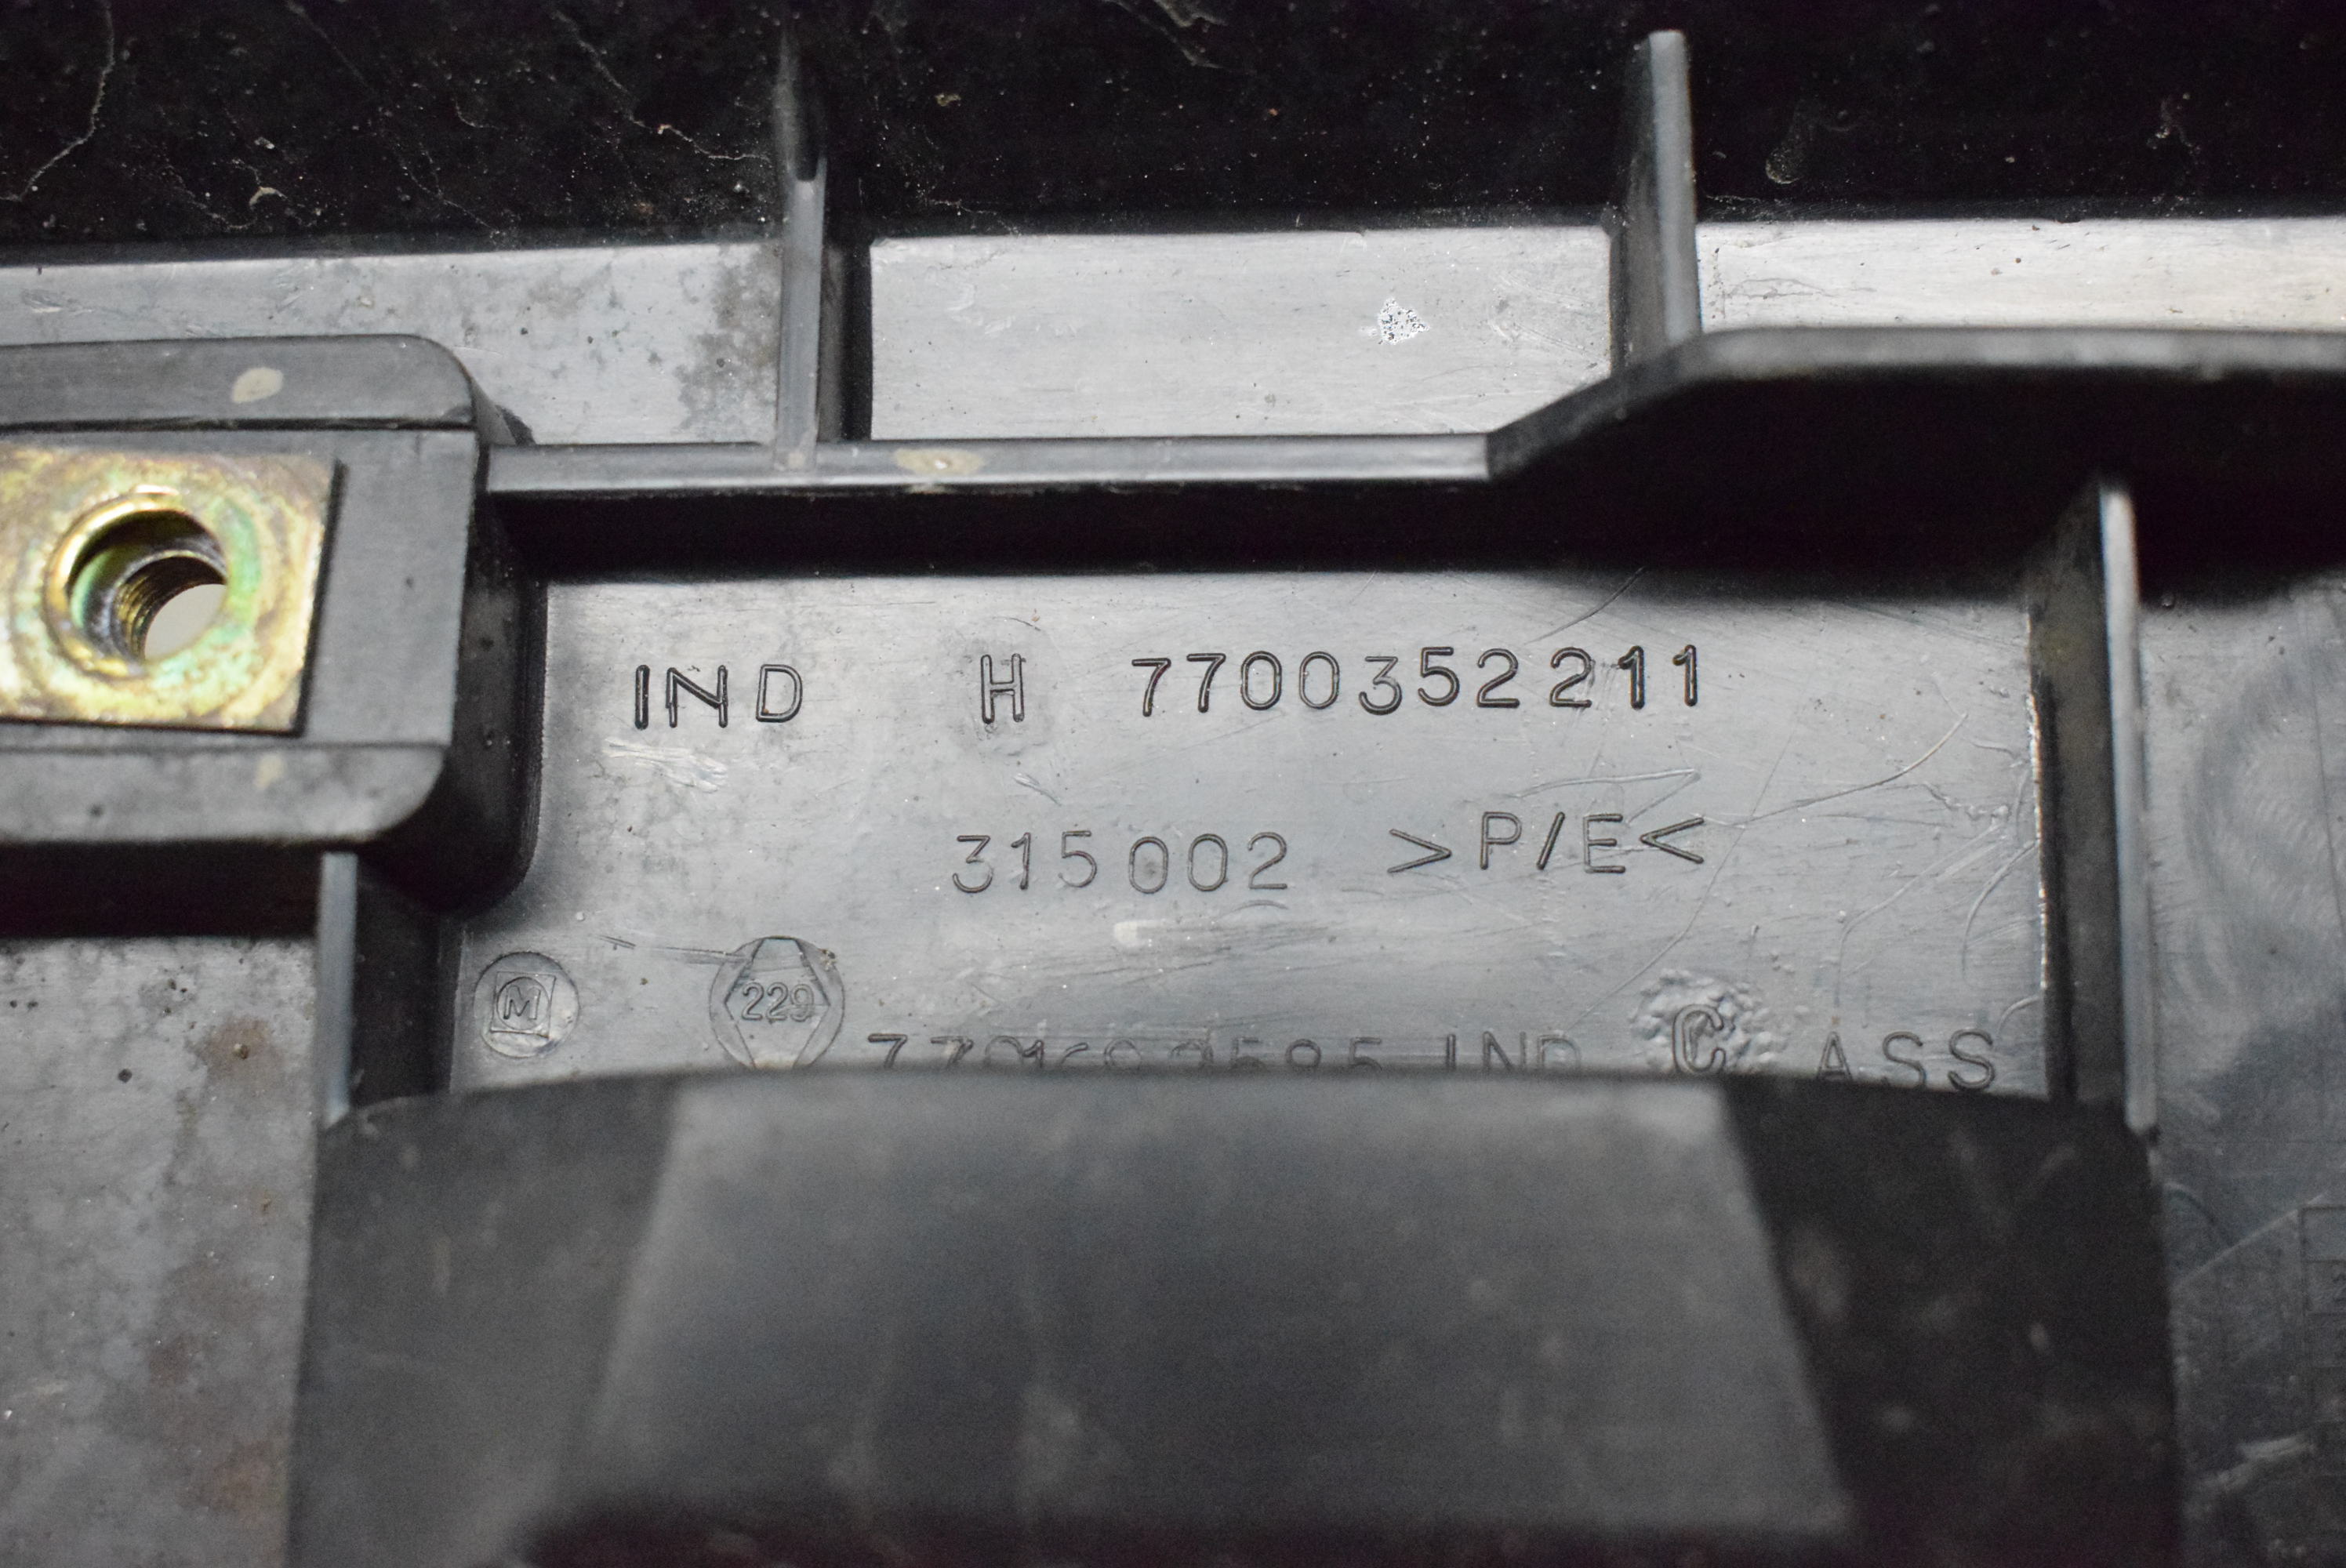 IND H 7700352211
315002 >P/E<
M
229
IND C ASS